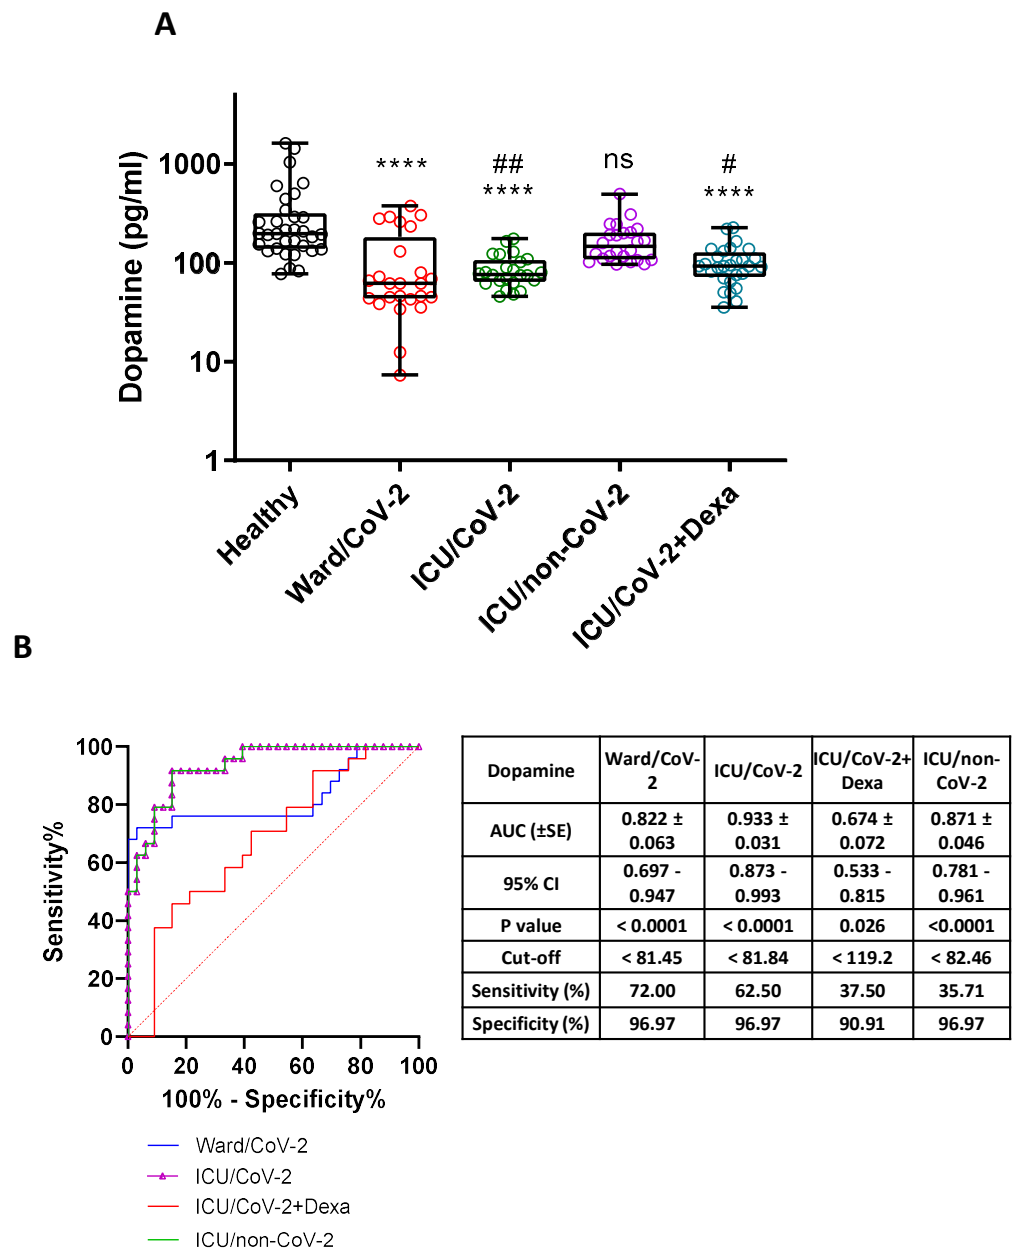 A
Dopamine (pg/ml)
1000
100
10
1
****
##
****
ns
#
****
Healthy
Ward/CoV-2
ICU/CoV-2
ICU/non-CoV-2
ICU/CoV-2+Dexa
B
Sensitivity%
100
80
60
40
20
0
0 20 40 60 80 100
100% - Specificity%
Ward/CoV-2
ICU/CoV-2
ICU/CoV-2+Dexa
ICU/non-CoV-2
Dopamine
Ward/CoV-
2
ICU/CoV-2
ICU/CoV-2+
Dexa
ICU/non-
CoV-2
AUC (±SE)
0.822 ±
0.063
0.933 ±
0.031
0.674 ±
0.072
0.871 ±
0.046
95% CI
0.697 -
0.947
0.873 -
0.993
0.533 -
0.815
0.781 -
0.961
P value
< 0.0001
< 0.0001
0.026
<0.0001
Cut-off
< 81.45
< 81.84
< 119.2
< 82.46
Sensitivity (%)
72.00
62.50
37.50
35.71
Specificity (%)
96.97
96.97
90.91
96.97